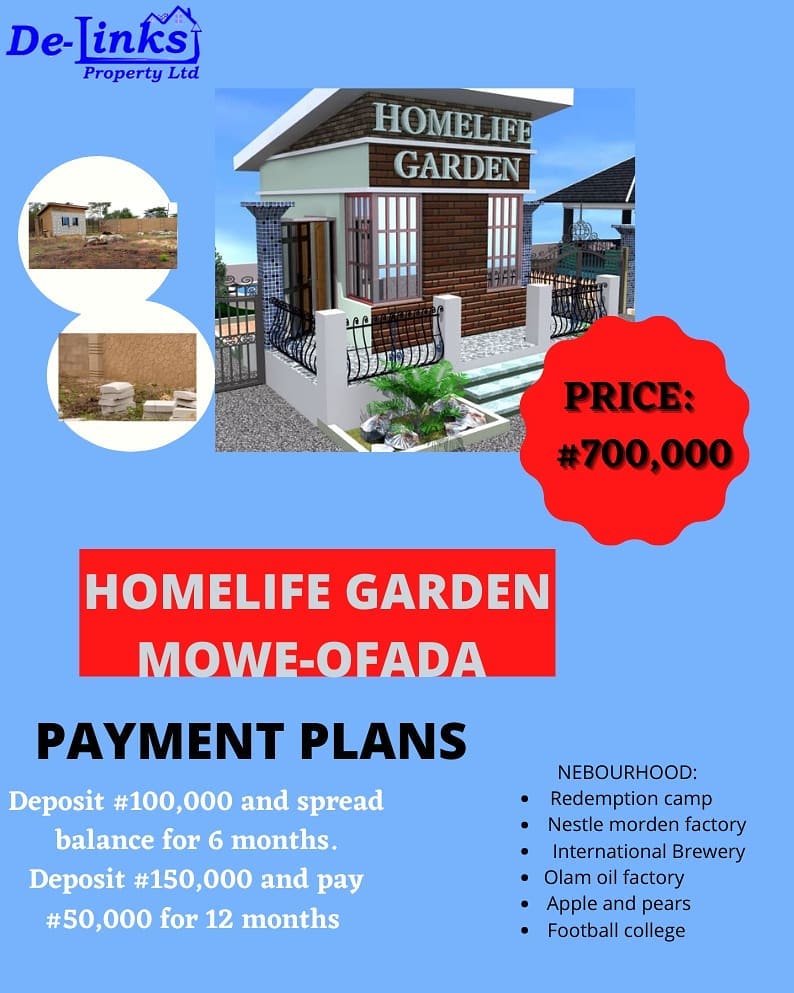 De-Links
Property Ltd
HOMELIFE
GARDEN
PRICE:
#700,000
HOMELIFE GARDEN
MOWE-OFADA
PAYMENT PLANS
Deposit #100,000 and spread
balance for 6 months.
Deposit #150,000 and pay
#50,000 for 12 months
NEBOURHOOD:
• Redemption camp
• Nestle morden factory
• International Brewery
• Olam oil factory
• Apple and pears
• Football college